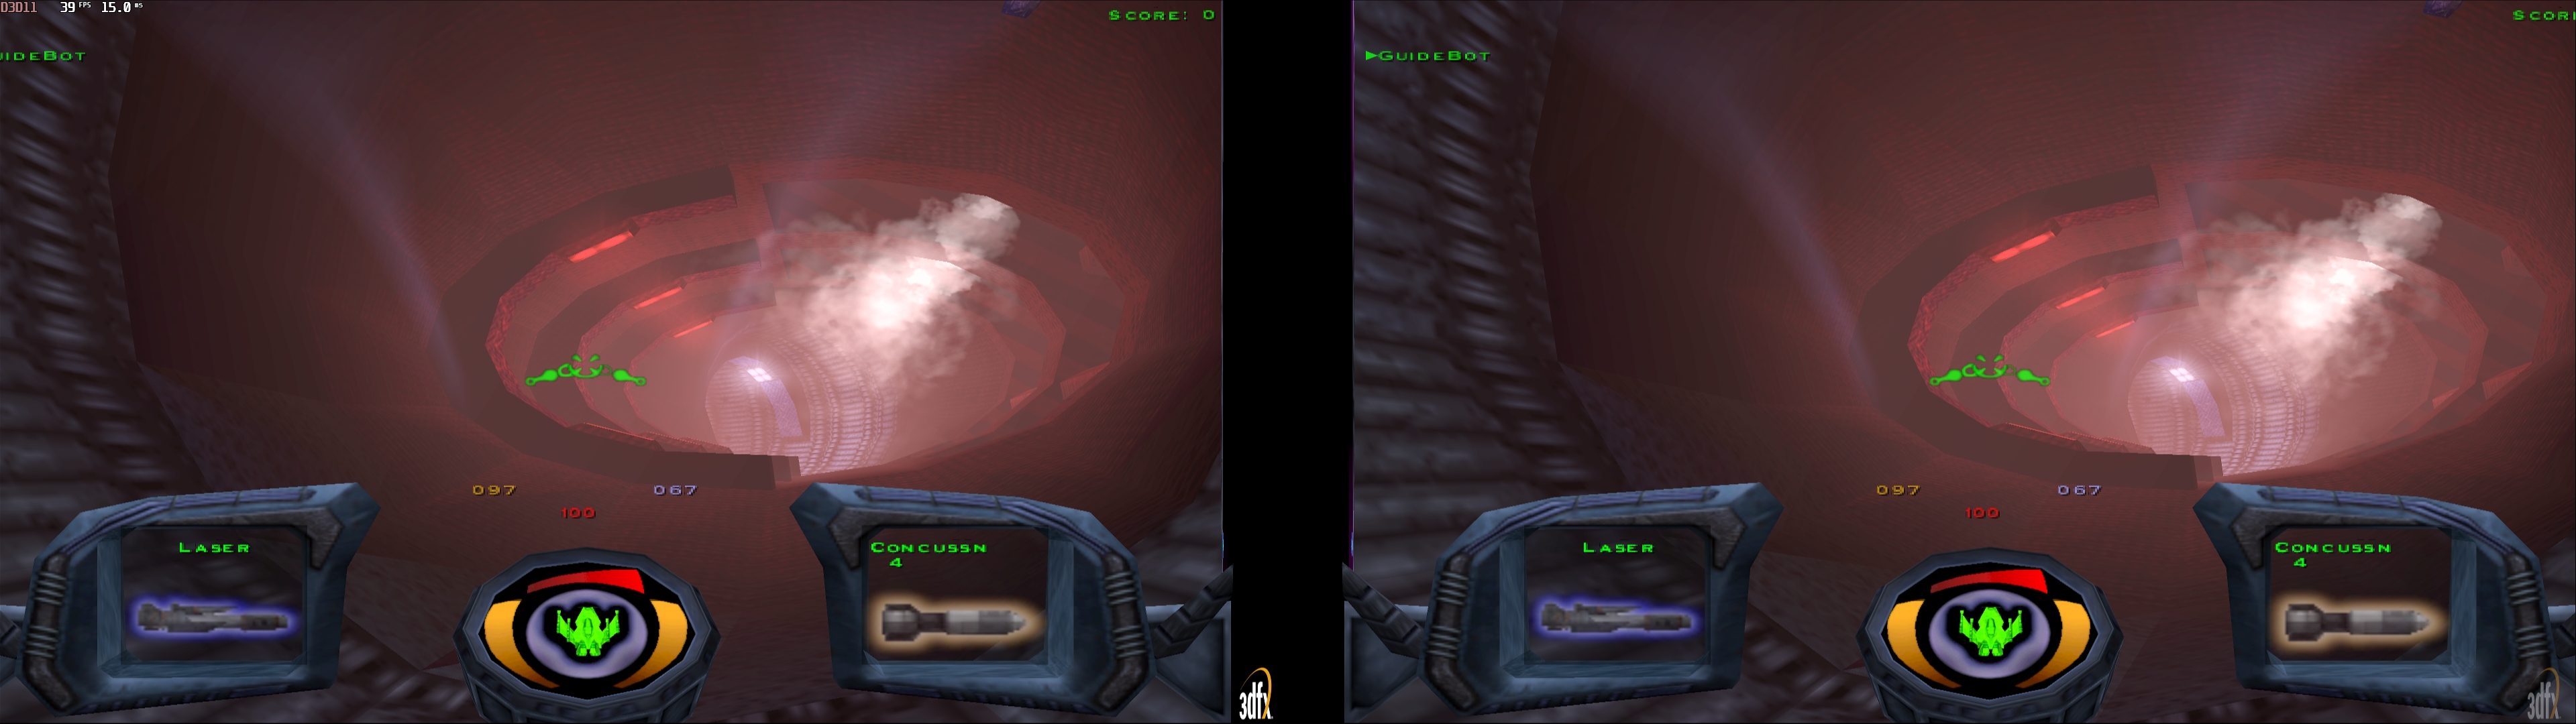 D3D11 39 FPS 15.0 ms
SCORE: 0
UIDEBOT
097 067
100
LASER
CONCUSSN
4
3dfx
SCOR
►GUIDEBOT
097 067
100
LASER
CONCUSSN
4
3dfx